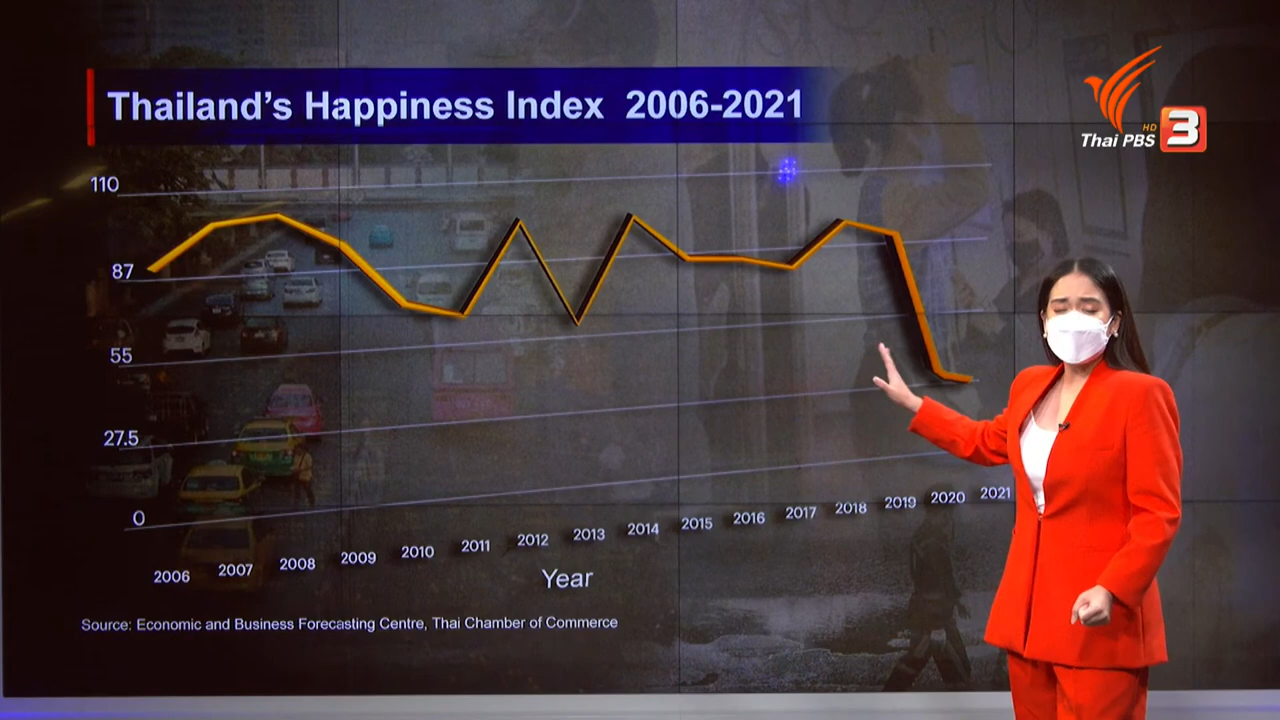 Thailand's Happiness Index 2006-2021
HD
Thai PBS 3
110
87
55
27.5
0
2006 2007 2008 2009 2010 2011 2012 2013 2014 2015 2016 2017 2018 2019 2020 2021
Year
Source: Economic and Business Forecasting Centre, Thai Chamber of Commerce